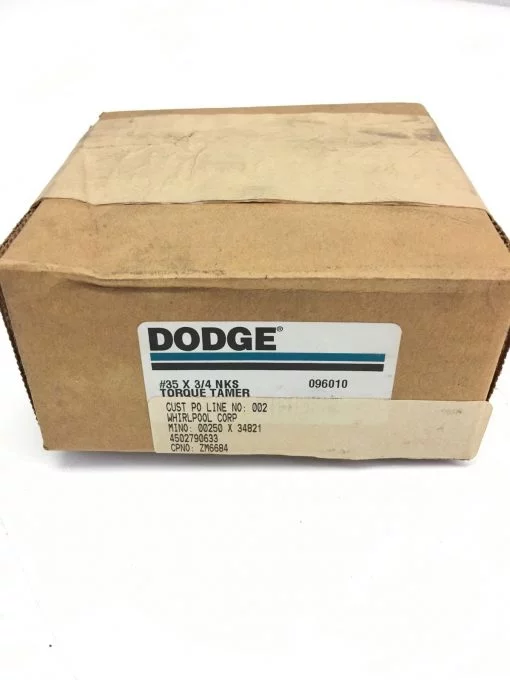 DODGE®
#35 X 3/4 NKS 096010
TORQUE TAMER
CUST PO LINE NO: 002
WHIRLPOOL CORP
MINO: 00250 X 34821
4502790633
CPNO: ZM6684